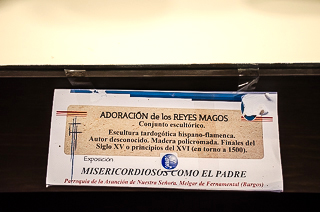 ADORACIÓN de los REYES MAGOS
Conjunto escultórico.
Escultura tardogótica hispano-flamenca.
Autor desconocido. Madera policromada. Finales del
Siglo XV o principios del XVI (en torno a 1500).
Exposición
MISERICORDIOSOS COMO EL PADRE
Parroquia de la Asunción de Nuestra Señora. Melgar de Fernamental (Burgos)